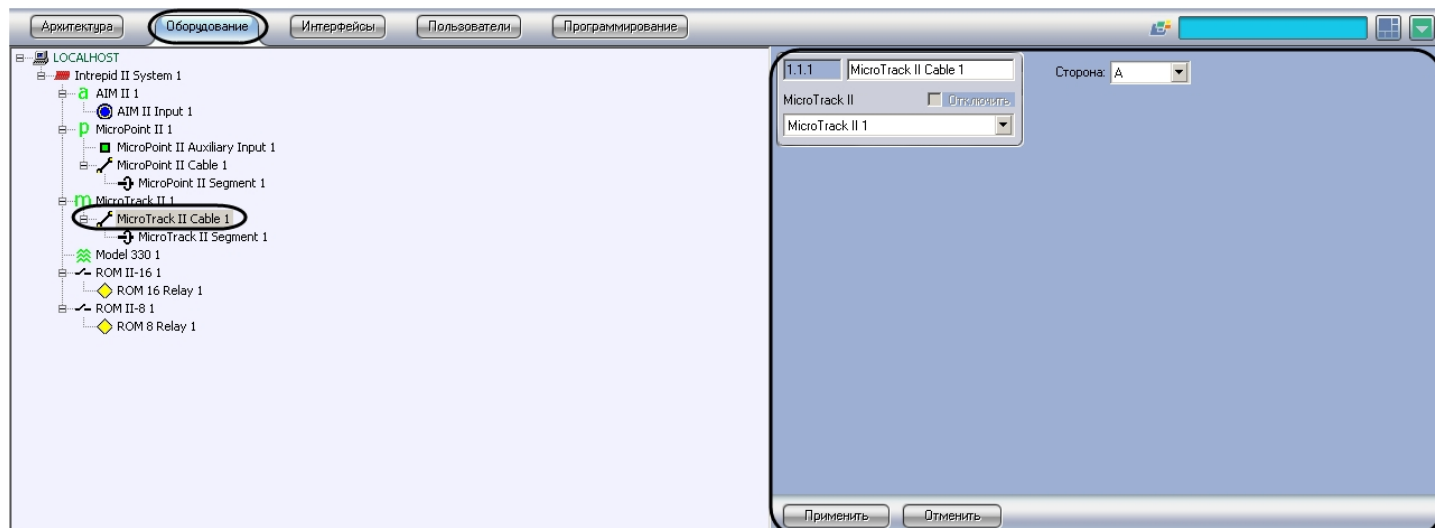 Архитектура Оборудование Интерфейсы Пользователи Программирование
LOCALHOST
Intrepid II System 1
a AIM II 1
AIM II Input 1
p MicroPoint II 1
MicroPoint II Auxiliary Input 1
MicroPoint II Cable 1
MicroPoint II Segment 1
m MicroTrack II 1
MicroTrack II Cable 1
MicroTrack II Segment 1
Model 330 1
ROM II-16 1
ROM 16 Relay 1
ROM II-8 1
ROM 8 Relay 1
1.1.1 MicroTrack II Cable 1 Сторона: A
MicroTrack II Отключить
MicroTrack II 1
Применить Отменить